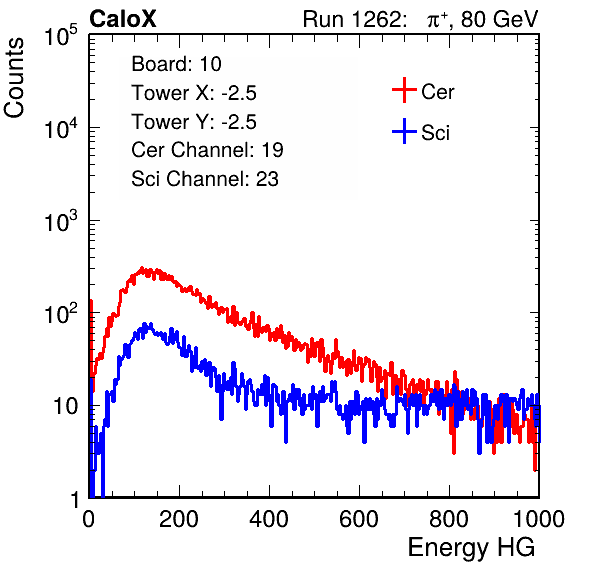 CaloX Run 1262: π⁺, 80 GeV
Counts
10⁵
10⁴
10³
10²
10
1
Board: 10
Tower X: -2.5
Tower Y: -2.5
Cer Channel: 19
Sci Channel: 23
Cer
Sci
0 200 400 600 800 1000
Energy HG